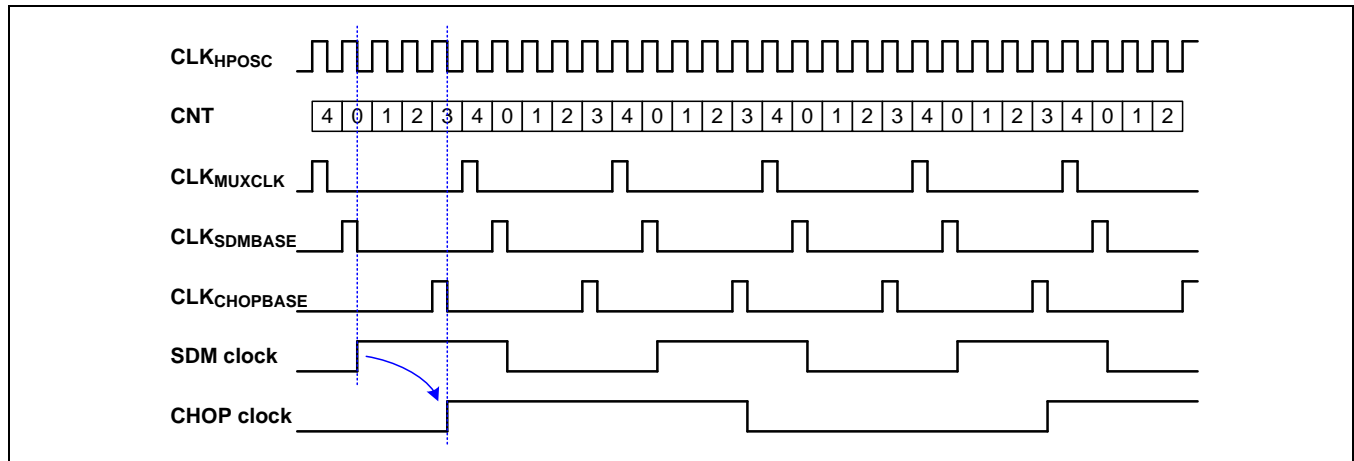 CLKHPOSC
CNT 4 0 1 2 3 4 0 1 2 3 4 0 1 2 3 4 0 1 2 3 4 0 1 2 3 4 0 1 2
CLKMUXCLK
CLKSDMBASE
CLKCHOPBASE
SDM clock
CHOP clock